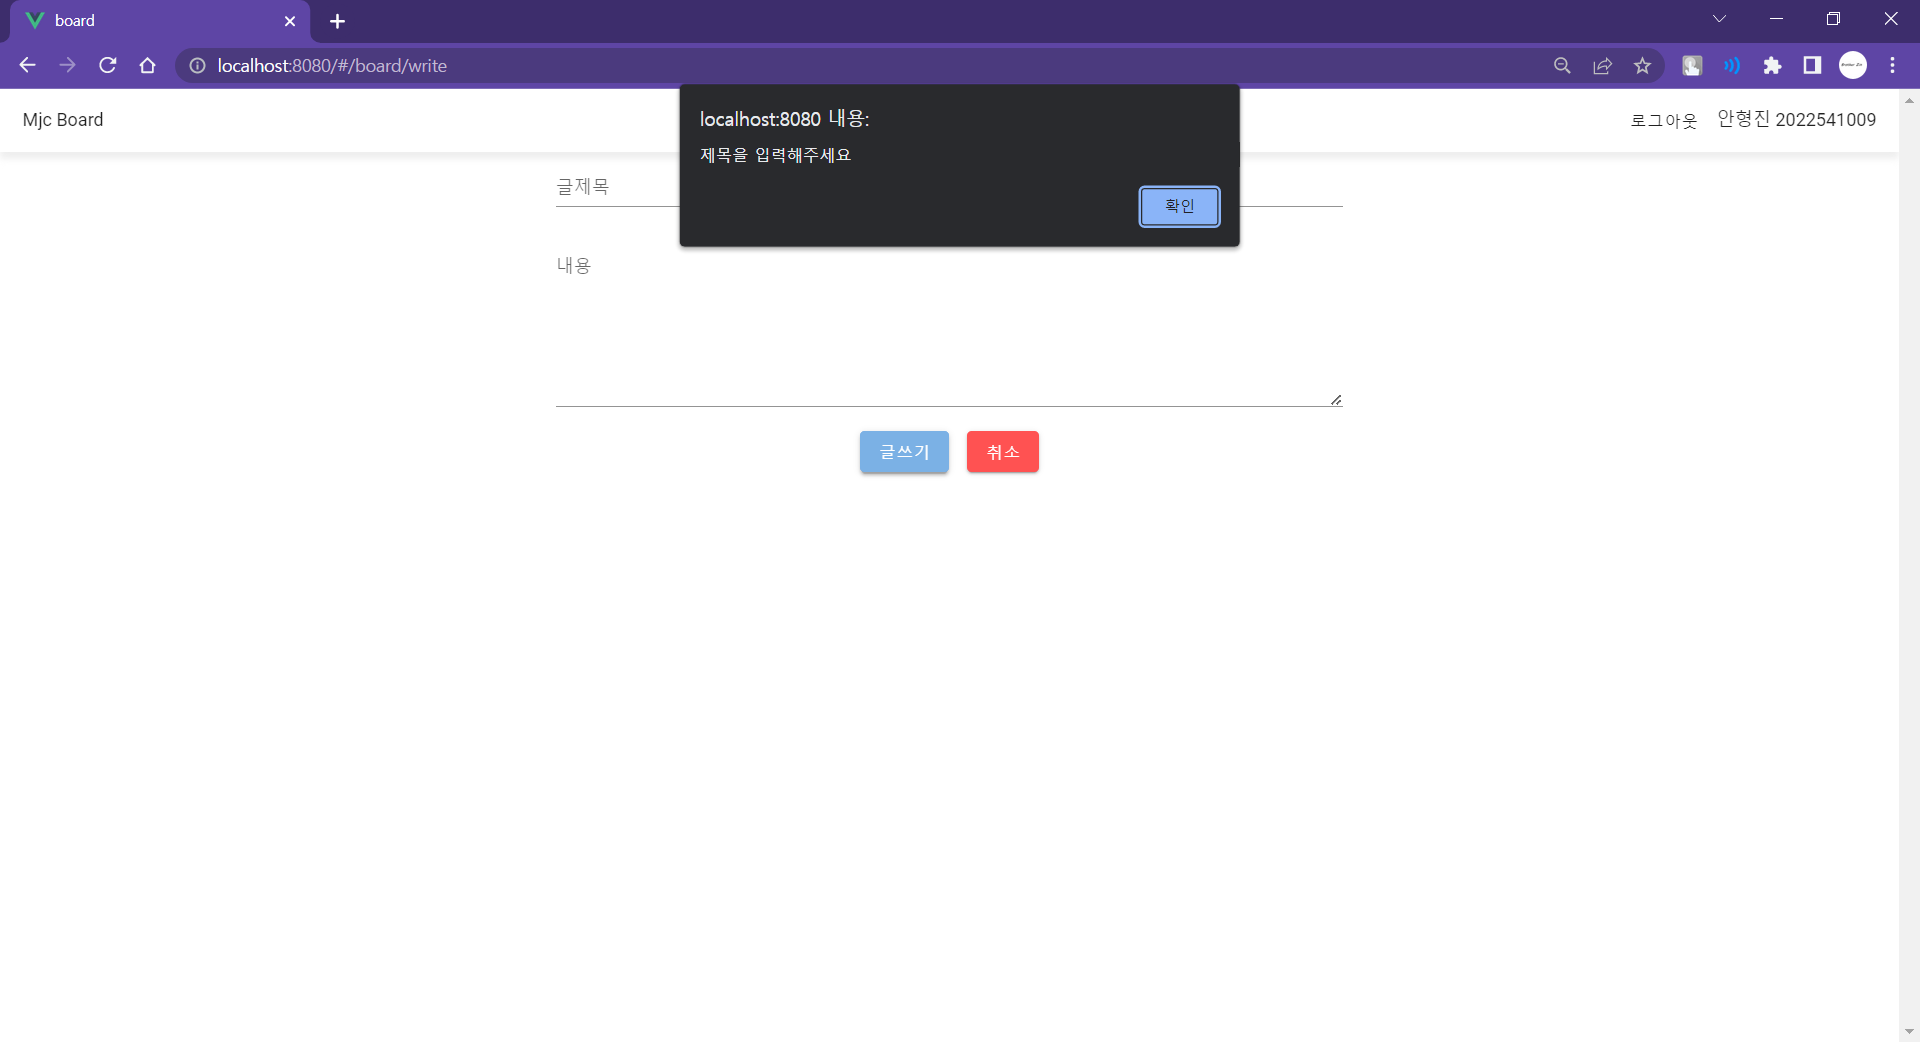 board
localhost:8080/#/board/write
Mjc Board
로그아웃 안형진 2022541009
localhost:8080 내용:
제목을 입력해주세요
확인
글제목
내용
글쓰기 취소